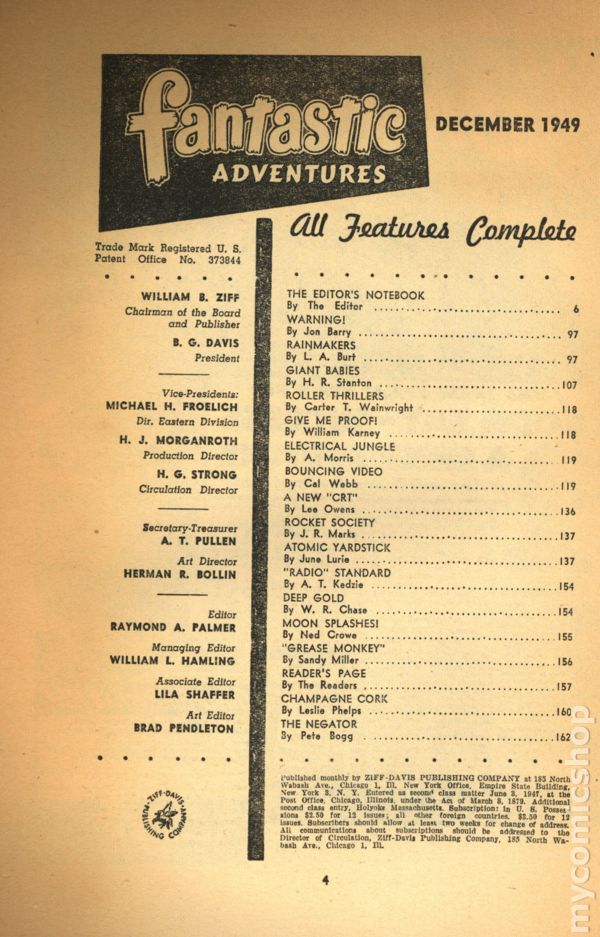 fantastic
ADVENTURES
DECEMBER 1949
All Features Complete
Trade Mark Registered U. S.
Patent Office No. 373844
WILLIAM B. ZIFF
Chairman of the Board
and Publisher
B. G. DAVIS
President
Vice-Presidents:
MICHAEL H. FROELICH
Dir. Eastern Division
H. J. MORGANROTH
Production Director
H. G. STRONG
Circulation Director
Secretary-Treasurer
A. T. PULLEN
Art Director
HERMAN R. BOLLIN
Editor
RAYMOND A. PALMER
Managing Editor
WILLIAM L. HAMLING
Associate Editor
LILA SHAFFER
Art Editor
BRAD PENDLETON
ZIFF-DAVIS PUBLISHING COMPANY
THE EDITOR'S NOTEBOOK
By The Editor ........ 6
WARNING!
By Jon Barry ........ 97
RAINMAKERS
By L. A. Burt ........ 97
GIANT BABIES
By H. R. Stanton ........ 107
ROLLER THRILLERS
By Carter T. Wainwright ........ 118
GIVE ME PROOF!
By William Karney ........ 118
ELECTRICAL JUNGLE
By A. Morris ........ 119
BOUNCING VIDEO
By Cal Webb ........ 119
A NEW "CRT"
By Lee Owens ........ 136
ROCKET SOCIETY
By J. R. Marks ........ 137
ATOMIC YARDSTICK
By June Lurie ........ 137
"RADIO" STANDARD
By A. T. Kedzie ........ 154
DEEP GOLD
By W. R. Chase ........ 154
MOON SPLASHES!
By Ned Crowe ........ 155
"GREASE MONKEY"
By Sandy Miller ........ 156
READER'S PAGE
By The Readers ........ 157
CHAMPAGNE CORK
By Leslie Phelps ........ 160
THE NEGATOR
By Pete Bogg ........ 162
Published monthly by ZIFF-DAVIS PUBLISHING COMPANY at 185 North
Wabash Ave., Chicago 1, Ill. New York Office, Empire State Building,
New York 3, N. Y. Entered as second class matter June 3, 1947, at the
Post Office, Chicago, Illinois, under the Act of March 3, 1879. Additional
second class entry, Holyoke Massachusetts. Subscription: in U. S. Posses-
sions $2.50 for 12 issues; all other foreign countries, $3.50 for 12
issues. Subscribers should allow at least two weeks for change of address.
All communications about subscriptions should be addressed to the
Director of Circulation, Ziff-Davis Publishing Company, 185 North Wa-
bash Ave., Chicago 1, Ill.
4
mycomicshop